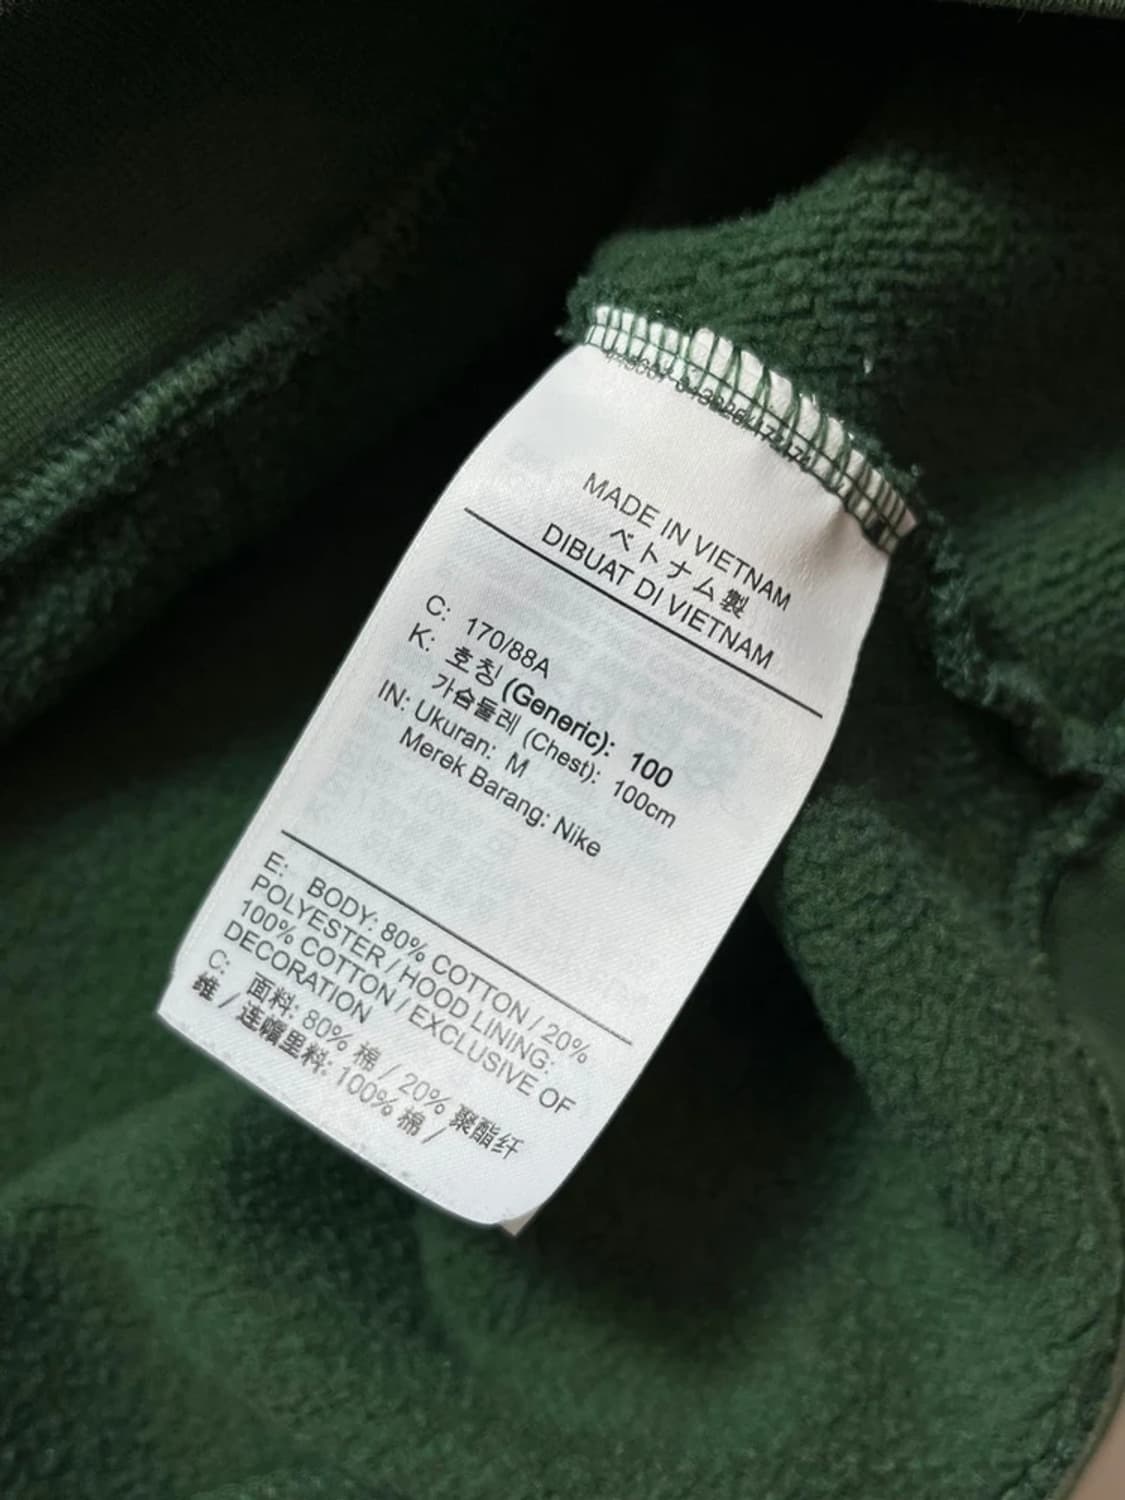 MADE IN VIETNAM
ベトナム製
DIBUAT DI VIETNAM
C: 170/88A
K: 호칭 (Generic): 100
가슴둘레 (Chest): 100cm
IN: Ukuran: M
Merek Barang: Nike
E: BODY: 80% COTTON / 20%
POLYESTER / HOOD LINING:
100% COTTON / EXCLUSIVE OF
DECORATION
C: 面料: 80% 棉 / 20% 聚酯纤
维 / 连帽里料: 100% 棉 /